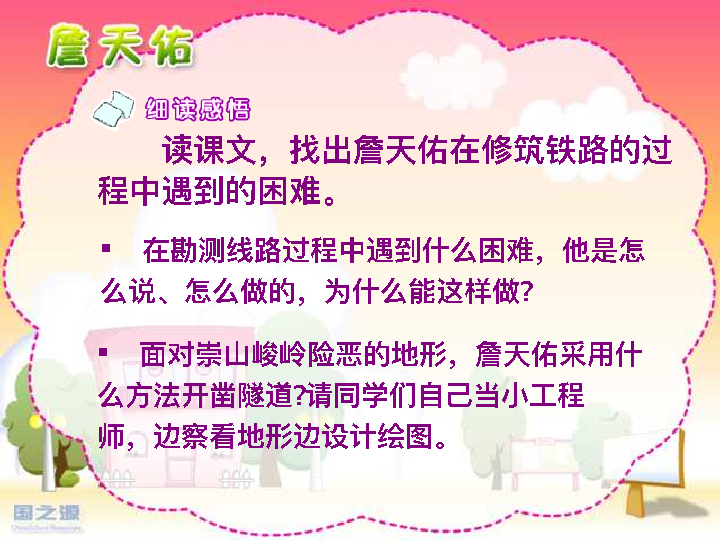 詹天佑
细读感悟
读课文，找出詹天佑在修筑铁路的过
程中遇到的困难。
▪ 在勘测线路过程中遇到什么困难，他是怎
么说、怎么做的，为什么能这样做?
▪ 面对崇山峻岭险恶的地形，詹天佑采用什
么方法开凿隧道?请同学们自己当小工程
师，边察看地形边设计绘图。
国之源